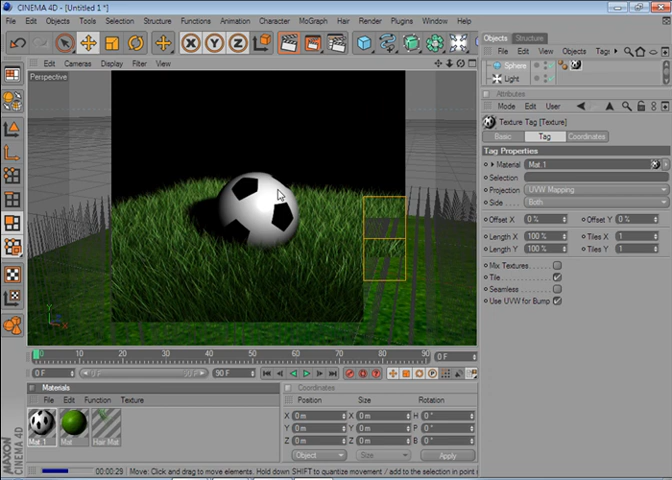 CINEMA 4D - [Untitled 1 *]
File Edit Objects Tools Selection Structure Functions Animation Character MoGraph Hair Render Plugins Window Help
X Y Z
Edit Cameras Display Filter View
Perspective
Y
X
0 10 20 30 40 50 60 70 80 90 0 F
0 F 0 F 90 F 90 F
Materials
File Edit Function Texture
Mat.1 Mat Hair Mat
Coordinates
Position Size Rotation
X 0 m X 0 m H 0 °
Y 0 m Y 0 m P 0 °
Z 0 m Z 0 m B 0 °
Object Size Apply
MAXON
CINEMA 4D
00:00:29 Move: Click and drag to move elements. Hold down SHIFT to quantize movement / add to the selection in point
Objects Structure
File Edit View Objects Tags
Sphere
Light
Attributes
Mode Edit User
Texture Tag [Texture]
Basic Tag Coordinates
Tag Properties
Material Mat.1
Selection
Projection UVW Mapping
Side Both
Offset X 0 % Offset Y 0 %
Length X 100 % Tiles X 1
Length Y 100 % Tiles Y 1
Mix Textures
Tile
Seamless
Use UVW for Bump